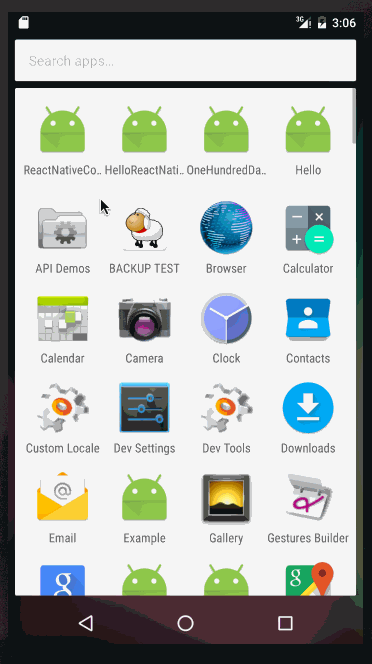 3G 3:06
Search apps...
ReactNativeCo.. HelloReactNati.. OneHundredDa.. Hello
API Demos BACKUP TEST Browser Calculator
Calendar Camera Clock Contacts
Custom Locale Dev Settings Dev Tools Downloads
Email Example Gallery Gestures Builder